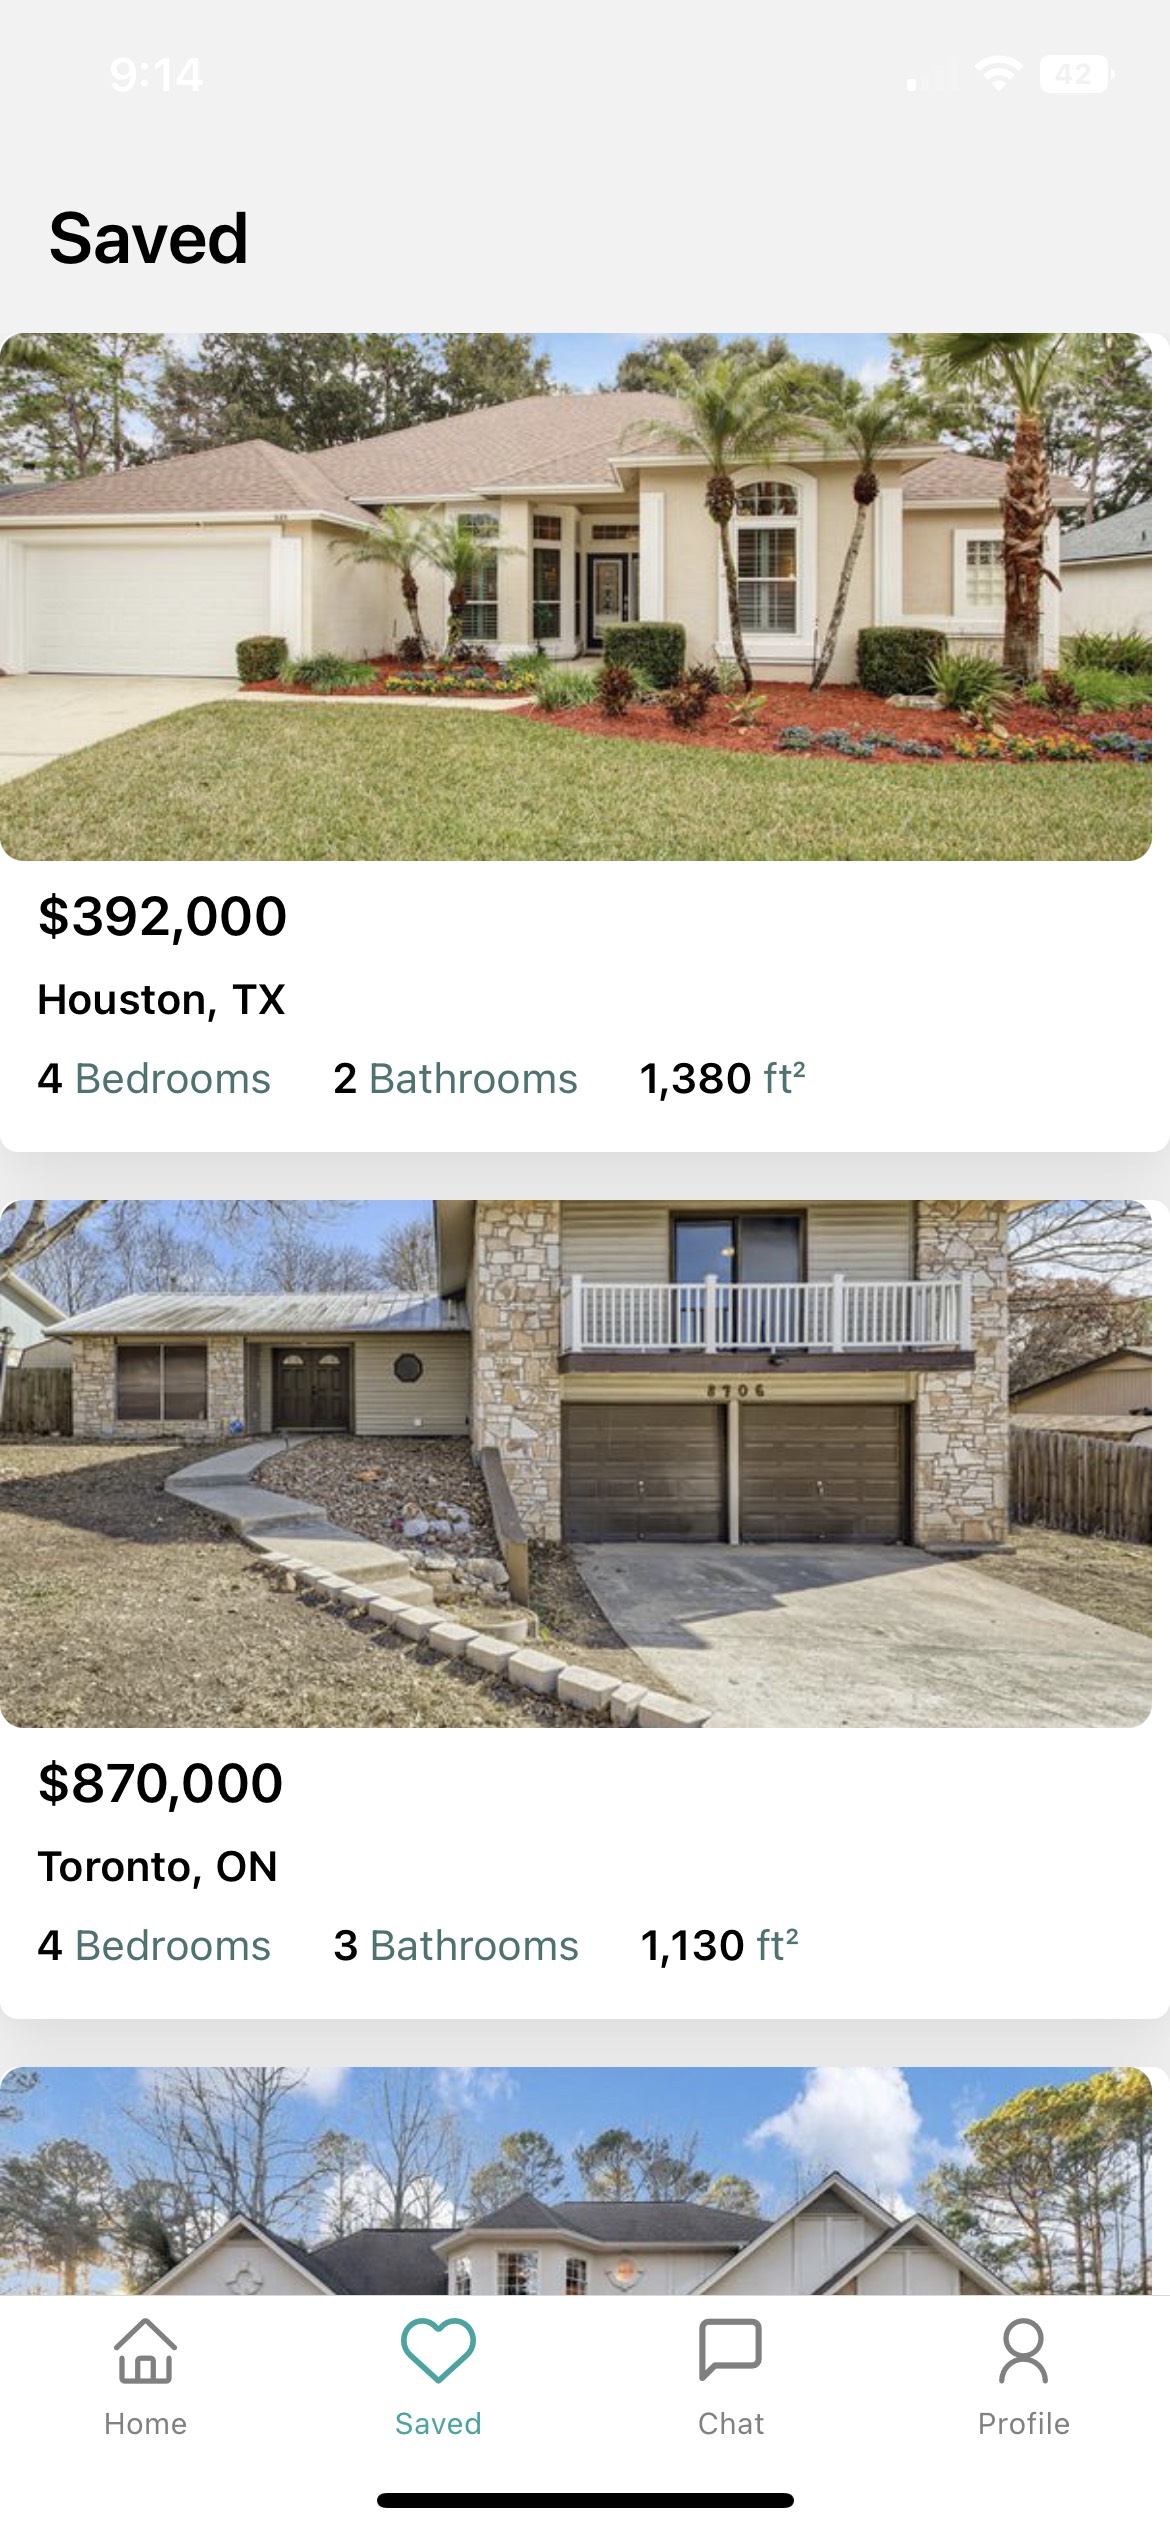 9:14
42
Saved
$392,000
Houston, TX
4 Bedrooms 2 Bathrooms 1,380 ft²
8706
$870,000
Toronto, ON
4 Bedrooms 3 Bathrooms 1,130 ft²
Home Saved Chat Profile